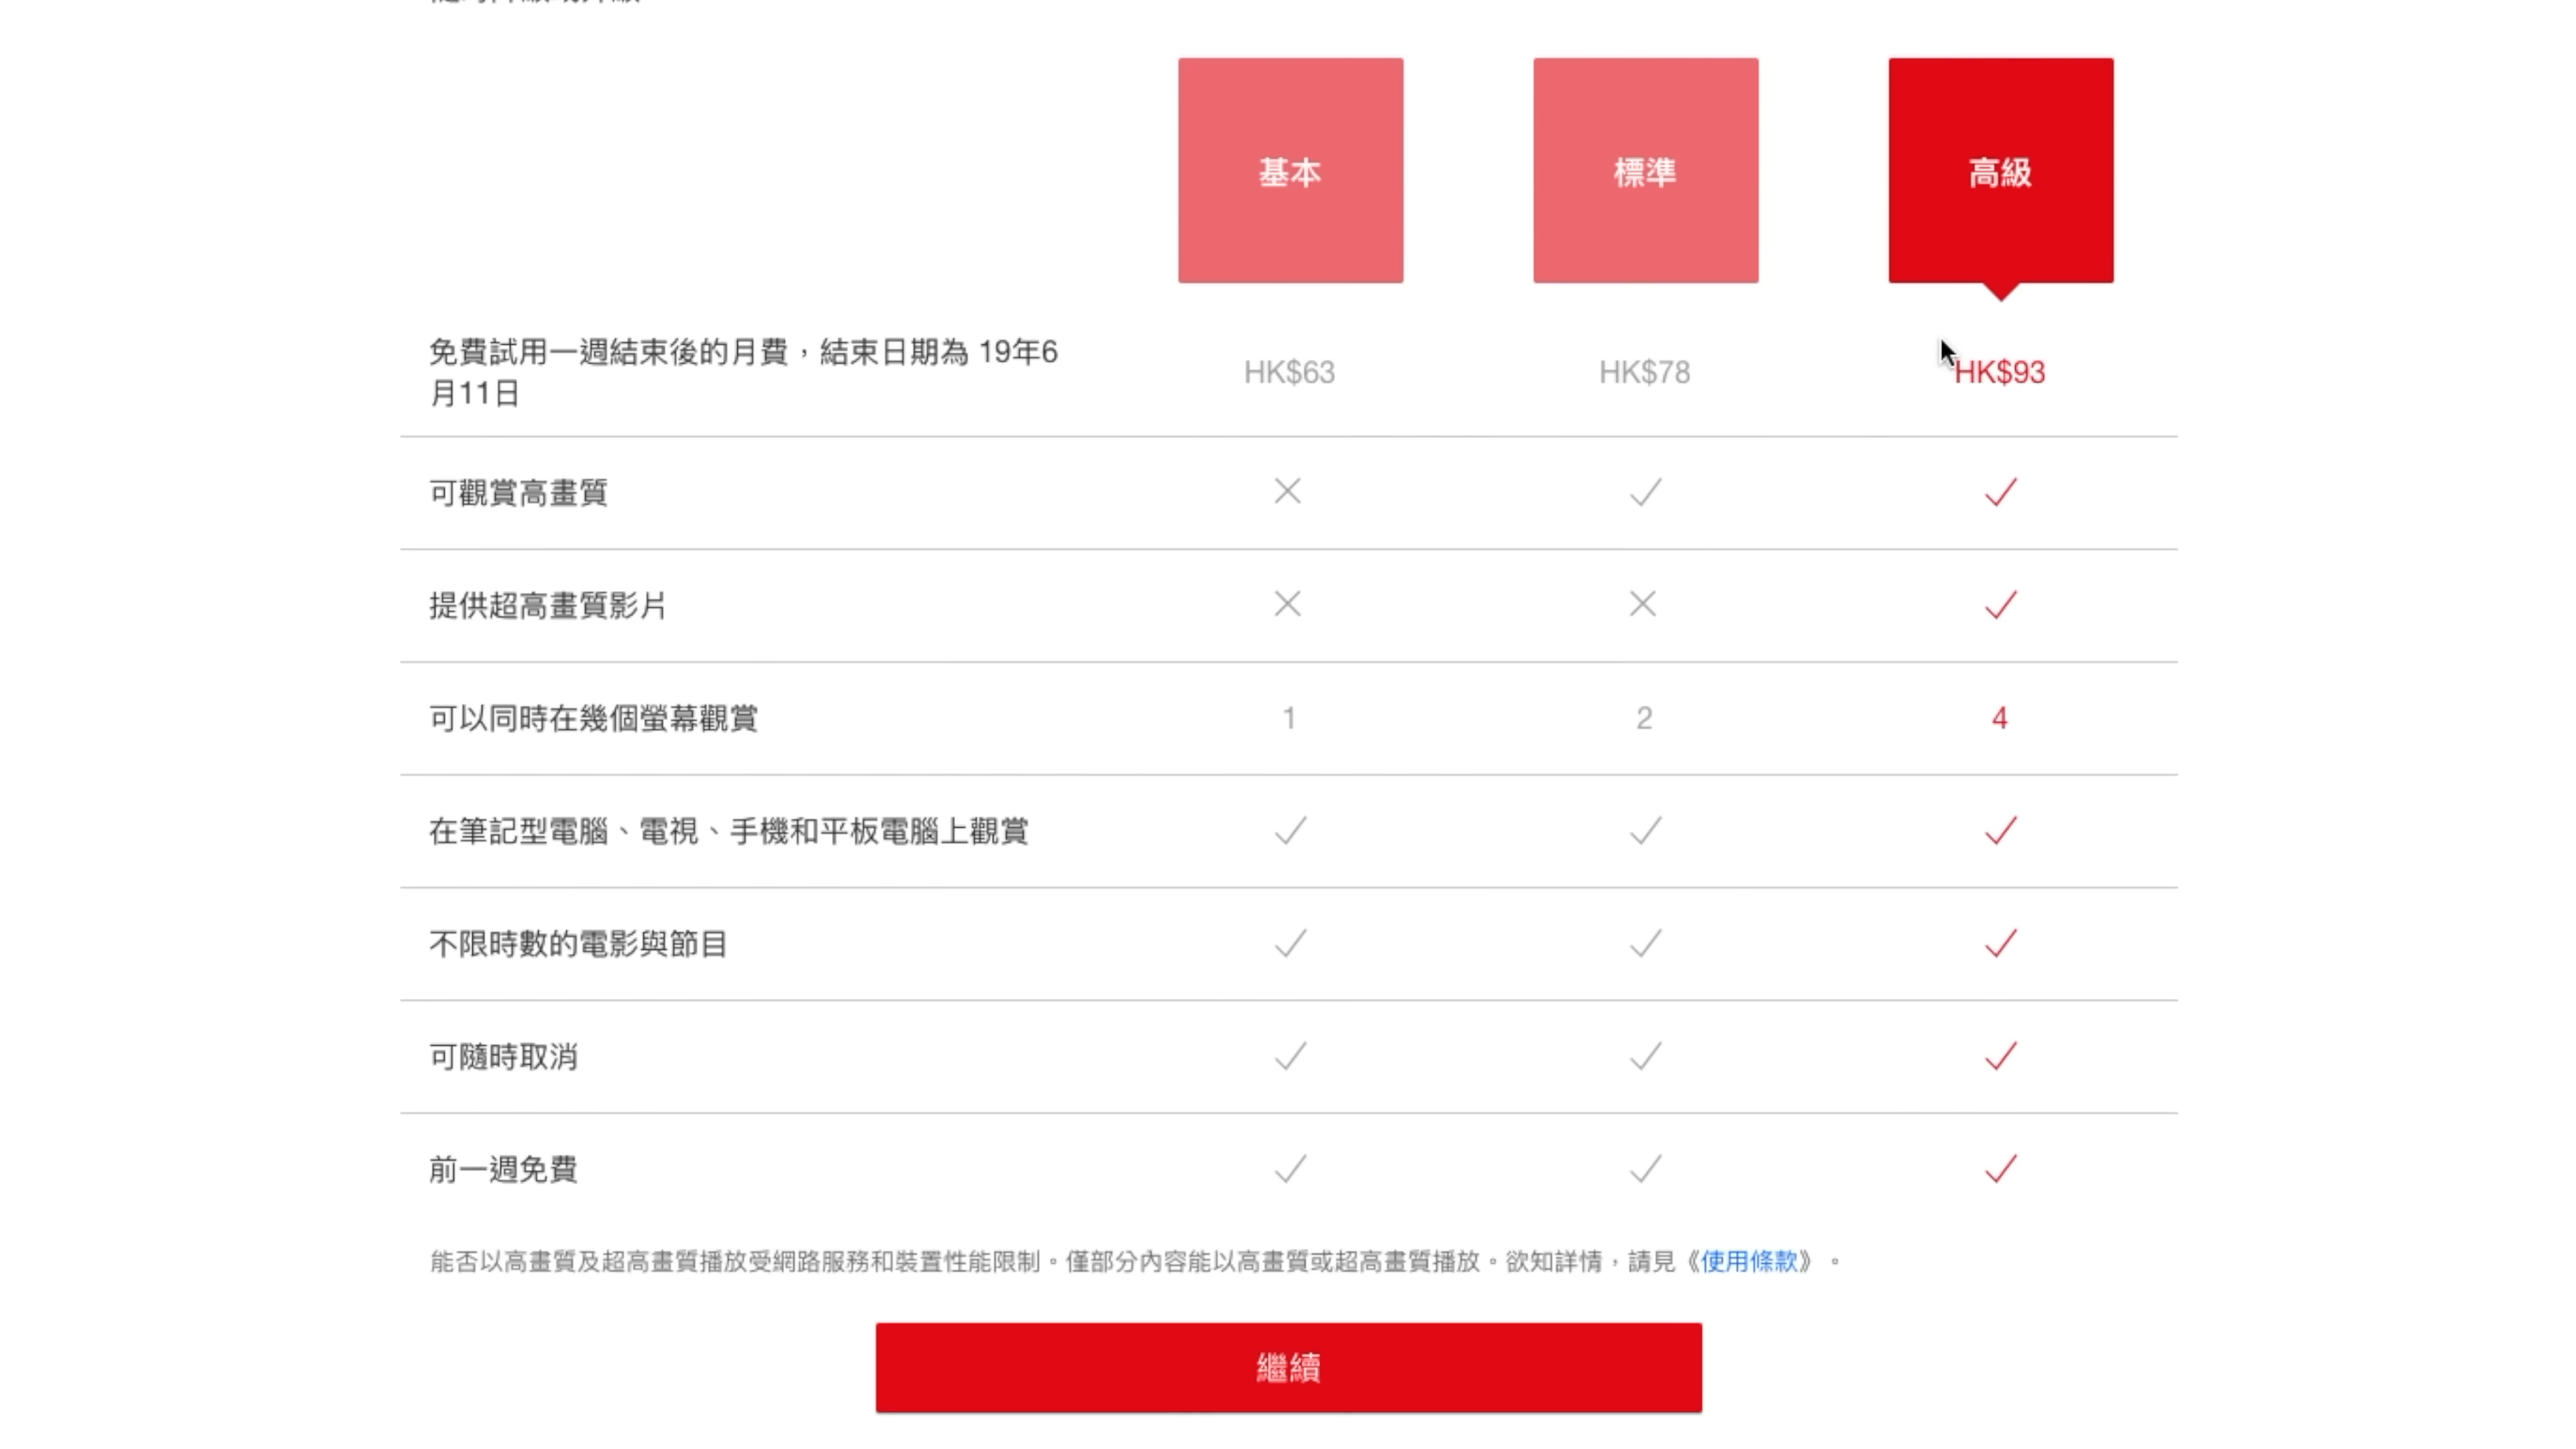 基本 標準 高級
免費試用一週結束後的月費，結束日期為 19年6 HK$63 HK$78 HK$93
月11日
可觀賞高畫質
提供超高畫質影片
可以同時在幾個螢幕觀賞 1 2 4
在筆記型電腦、電視、手機和平板電腦上觀賞
不限時數的電影與節目
可隨時取消
前一週免費
能否以高畫質及超高畫質播放受網路服務和裝置性能限制。僅部分內容能以高畫質或超高畫質播放。欲知詳情，請見《使用條款》。
繼續